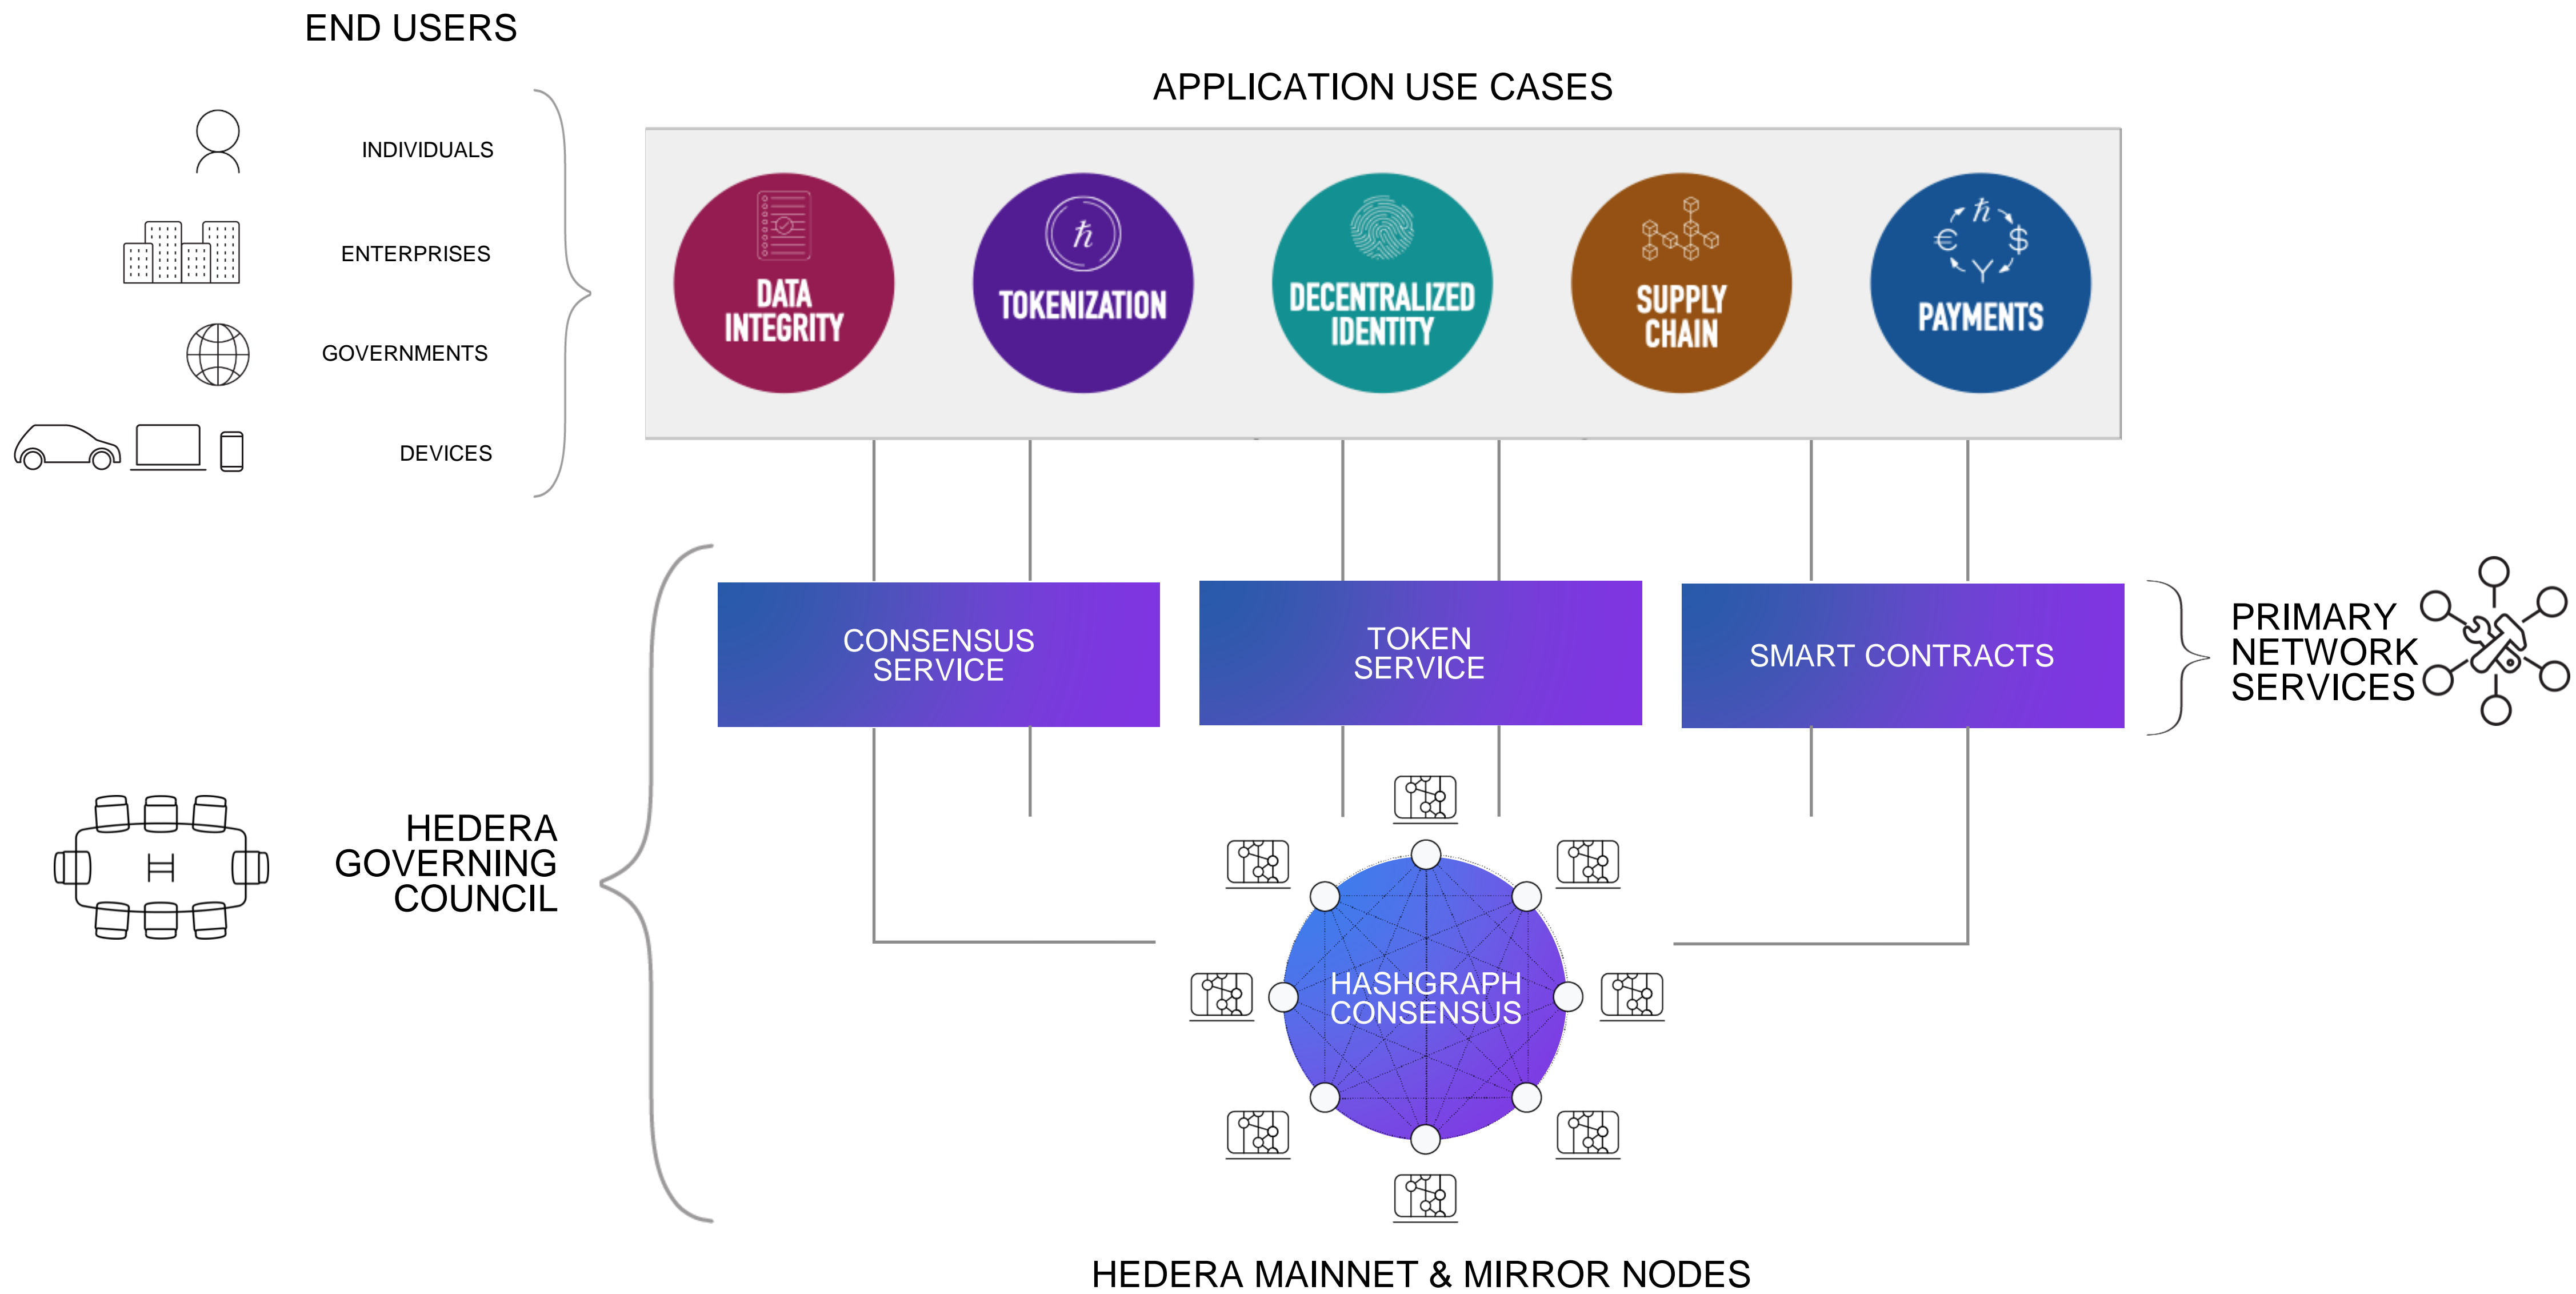 END USERS
INDIVIDUALS
ENTERPRISES
GOVERNMENTS
DEVICES
APPLICATION USE CASES
DATA
INTEGRITY
ħ
TOKENIZATION
DECENTRALIZED
IDENTITY
SUPPLY
CHAIN
ħ
€ $
Y
PAYMENTS
CONSENSUS
SERVICE
TOKEN
SERVICE
SMART CONTRACTS
PRIMARY
NETWORK
SERVICES
H
HEDERA
GOVERNING
COUNCIL
HASHGRAPH
CONSENSUS
HEDERA MAINNET & MIRROR NODES